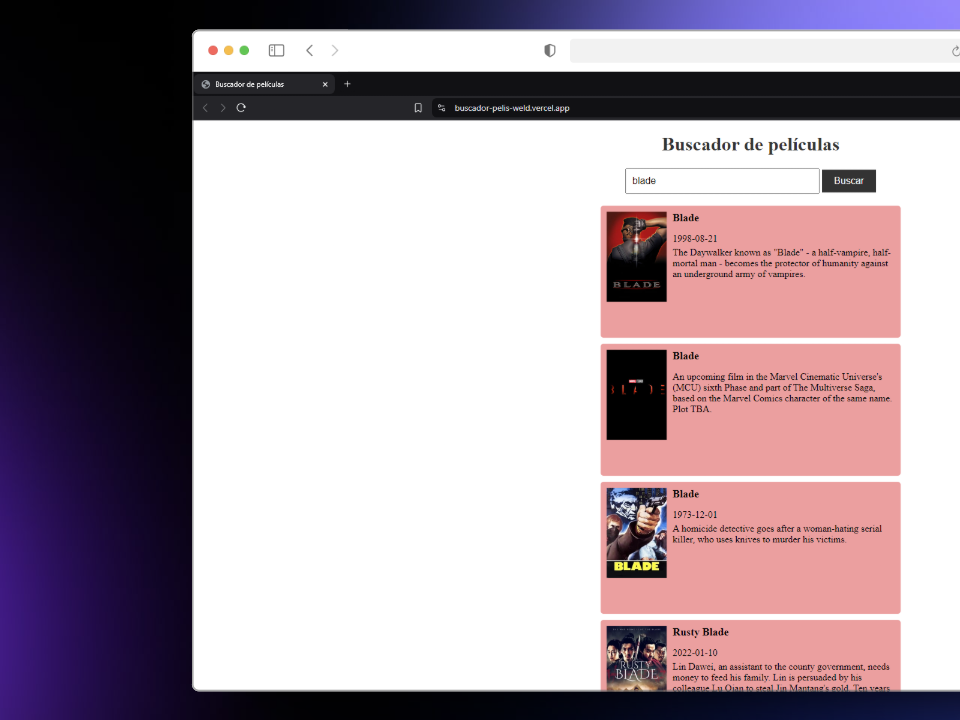 Buscador de películas
buscador-pelis-weld.vercel.app
Buscador de películas
blade
Buscar
BLADE
Blade
1998-08-21
The Daywalker known as "Blade" - a half-vampire, half-
mortal man - becomes the protector of humanity against
an underground army of vampires.
BLADE
Blade
An upcoming film in the Marvel Cinematic Universe's
(MCU) sixth Phase and part of The Multiverse Saga,
based on the Marvel Comics character of the same name.
Plot TBA.
BLADE
Blade
1973-12-01
A homicide detective goes after a woman-hating serial
killer, who uses knives to murder his victims.
RUSTY
BLADE
Rusty Blade
2022-01-10
Lin Dawei, an assistant to the county government, needs
money to feed his family. Lin is persuaded by his
colleague Lu Qian to steal Jin Mantang's gold. Ten years